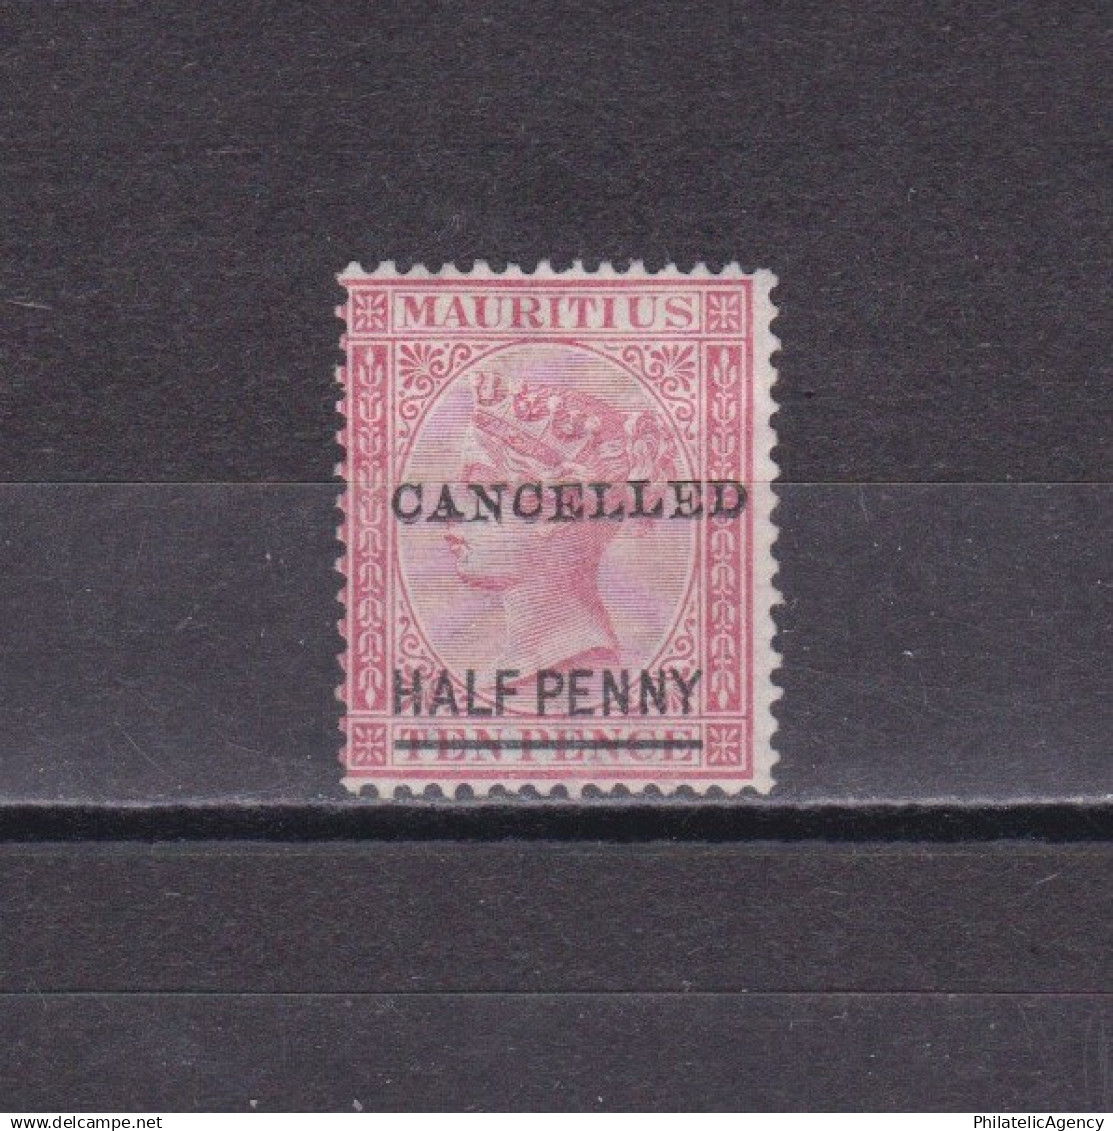 MAURITIUS
CANCELLED
HALF PENNY
TEN PENCE
www.delcampe.net
PhilatelicAgency